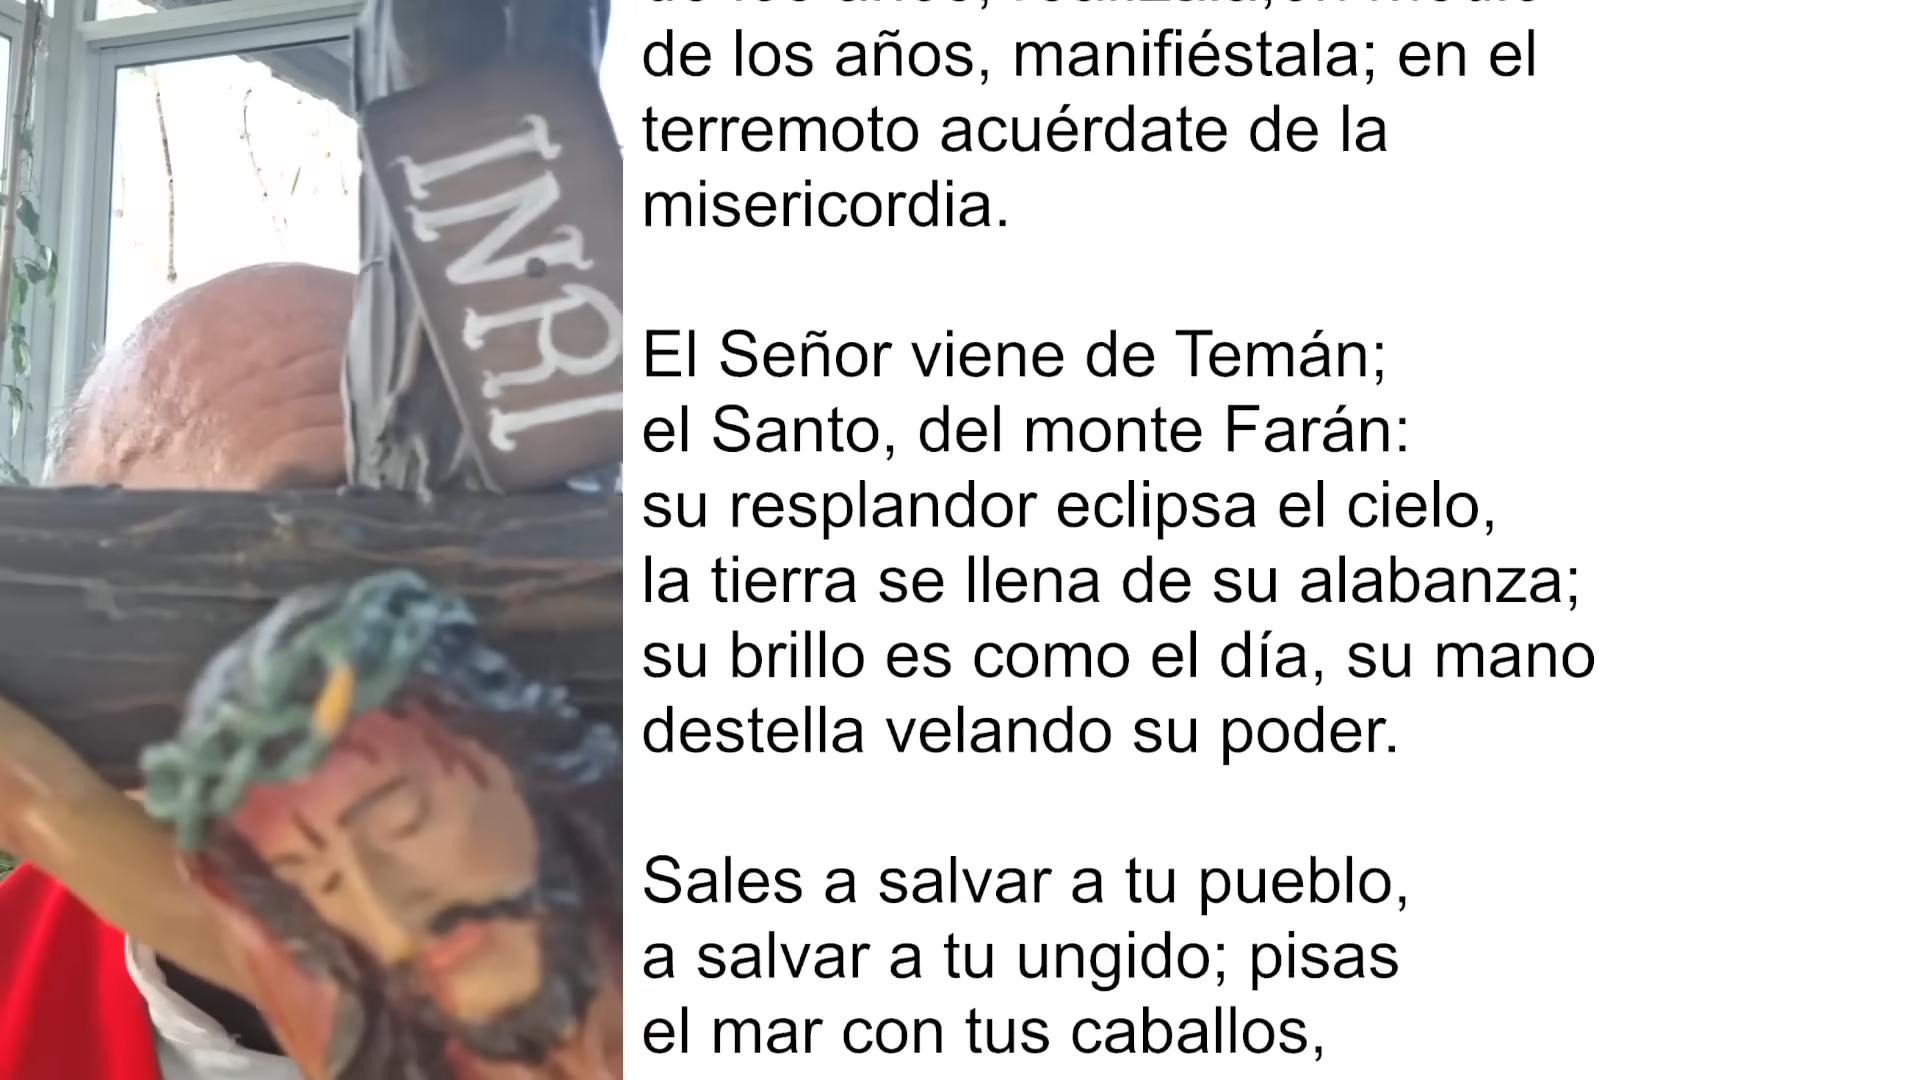 de los años, manifiéstala; en el
terremoto acuérdate de la
misericordia.
El Señor viene de Temán;
el Santo, del monte Farán:
su resplandor eclipsa el cielo,
la tierra se llena de su alabanza;
su brillo es como el día, su mano
destella velando su poder.
Sales a salvar a tu pueblo,
a salvar a tu ungido; pisas
el mar con tus caballos,
INRI